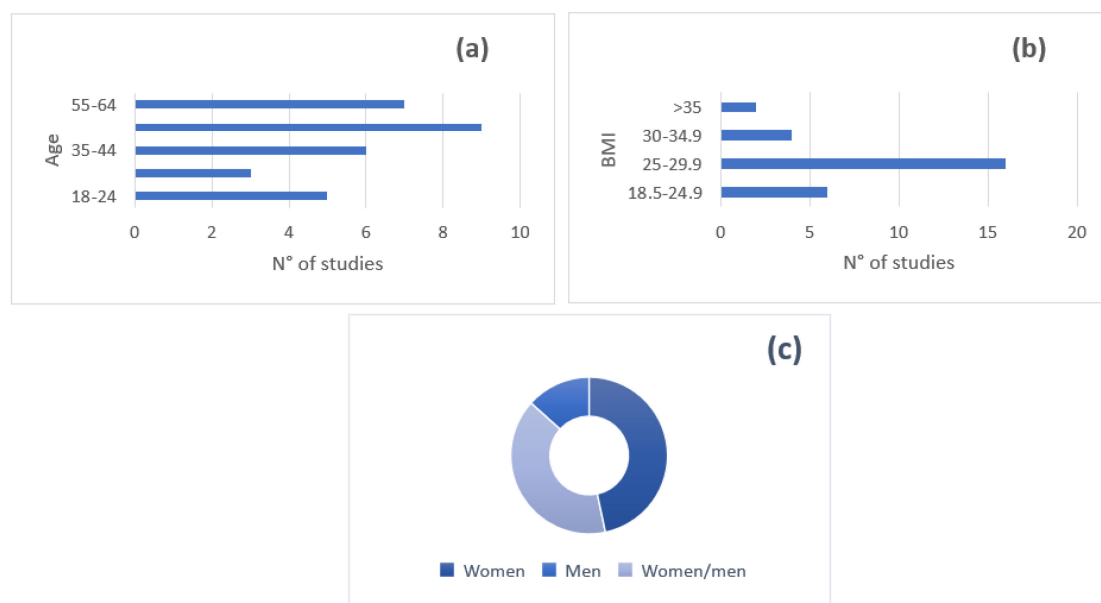 (a)
55-64
35-44
18-24
Age
0 2 4 6 8 10
N° of studies
(b)
>35
30-34.9
25-29.9
18.5-24.9
BMI
0 5 10 15 20
N° of studies
(c)
Women Men Women/men